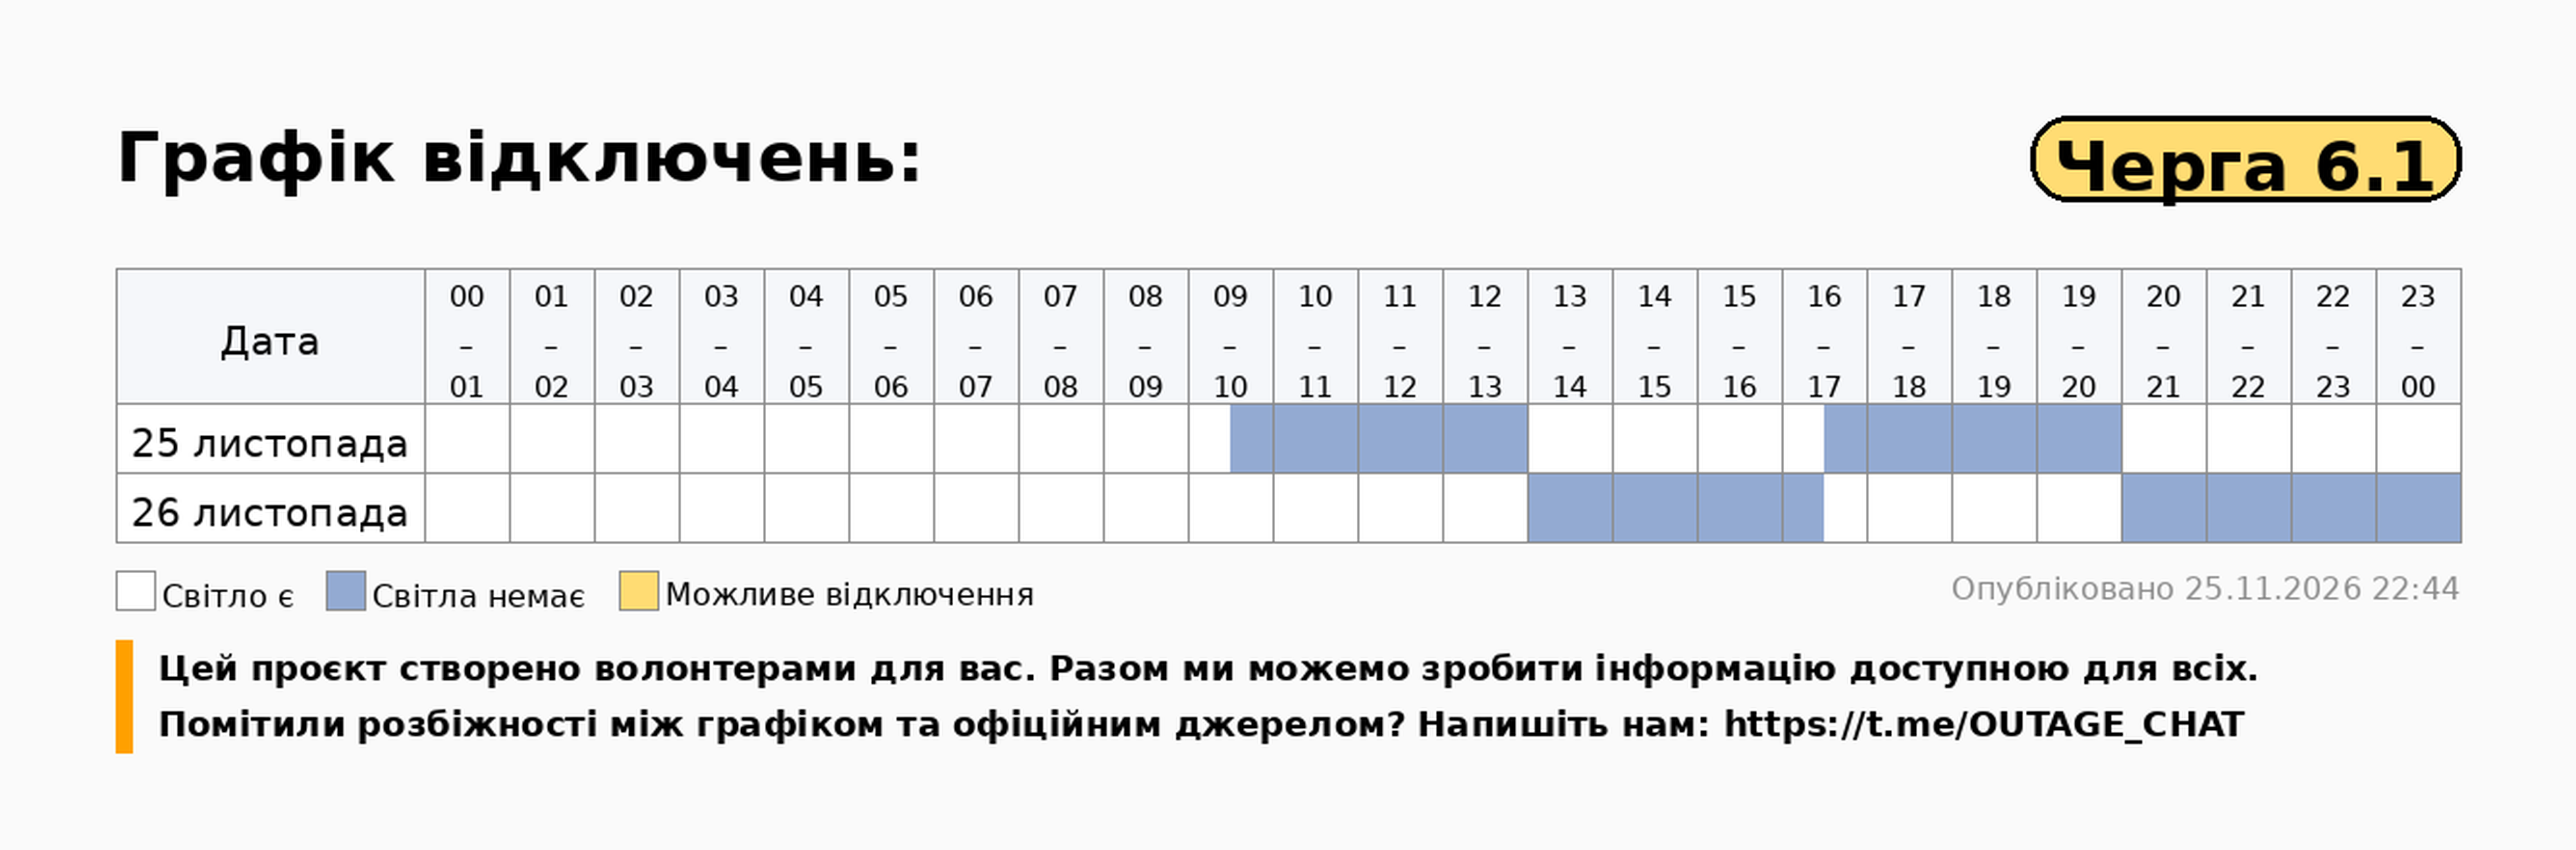 Графік відключень:
Черга 6.1
Дата 00 – 01 01 – 02 02 – 03 03 – 04 04 – 05 05 – 06 06 – 07 07 – 08 08 – 09 09 – 10 10 – 11 11 – 12 12 – 13 13 – 14 14 – 15 15 – 16 16 – 17 17 – 18 18 – 19 19 – 20 20 – 21 21 – 22 22 – 23 23 – 00
25 листопада
26 листопада
Світло є Світла немає Можливе відключення
Опубліковано 25.11.2026 22:44
Цей проєкт створено волонтерами для вас. Разом ми можемо зробити інформацію доступною для всіх.
Помітили розбіжності між графіком та офіційним джерелом? Напишіть нам: https://t.me/OUTAGE_CHAT